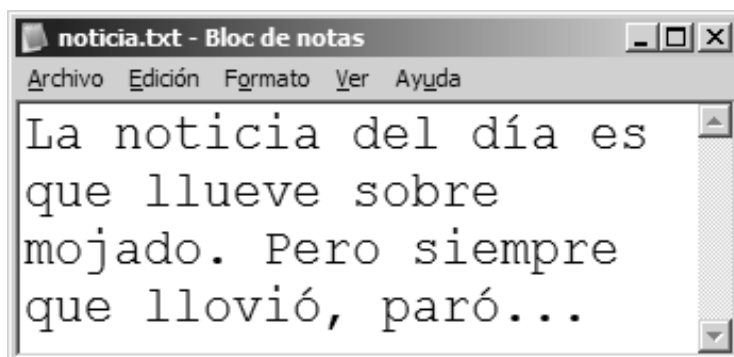 noticia.txt - Bloc de notas
Archivo Edición Formato Ver Ayuda
La noticia del día es
que llueve sobre
mojado. Pero siempre
que llovió, paró...